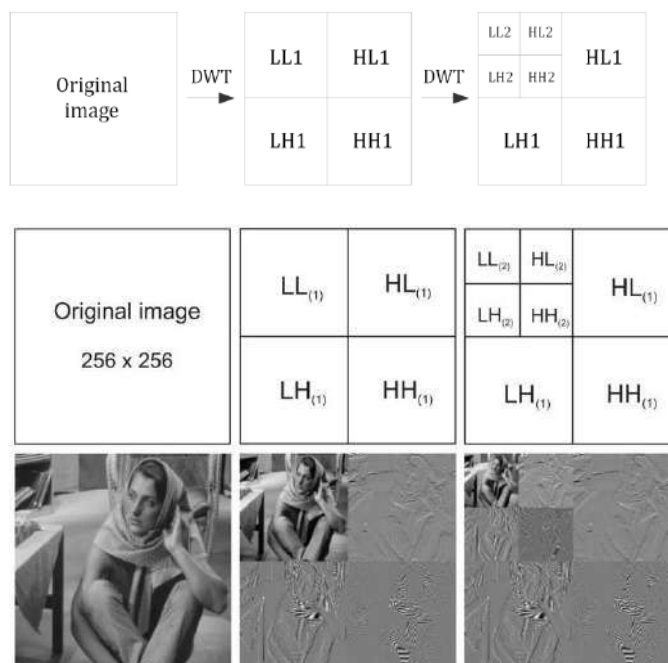 Original
image
DWT
LL1 HL1
LH1 HH1
DWT
LL2 HL2
LH2 HH2
HL1
LH1 HH1
Original image
256 x 256
LL(1) HL(1)
LH(1) HH(1)
LL(2) HL(2)
LH(2) HH(2)
HL(1)
LH(1) HH(1)